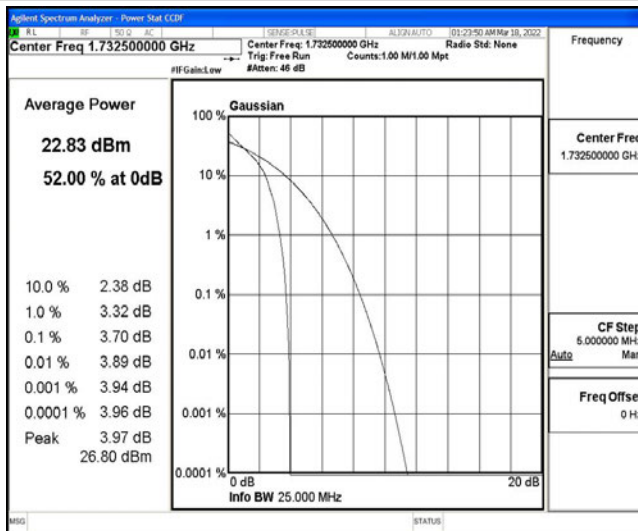 Agilent Spectrum Analyzer - Power Stat CCDF
RL RF 50 Ω AC SENSE:PULSE ALIGNAUTO 01:23:50 AM Mar 18, 2022
Center Freq 1.732500000 GHz
Center Freq: 1.732500000 GHz Radio Std: None
Trig: Free Run Counts:1.00 M/1.00 Mpt
#IFGain:Low #Atten: 46 dB
Frequency
Average Power
22.83 dBm
52.00 % at 0dB
10.0 % 2.38 dB
1.0 % 3.32 dB
0.1 % 3.70 dB
0.01 % 3.89 dB
0.001 % 3.94 dB
0.0001 % 3.96 dB
Peak 3.97 dB
26.80 dBm
Gaussian
100 %
10 %
1 %
0.1 %
0.01 %
0.001 %
0.0001 %
0 dB 20 dB
Info BW 25.000 MHz
Center Freq
1.732500000 GHz
CF Step
5.000000 MHz
Auto Man
Freq Offset
0 Hz
MSG STATUS